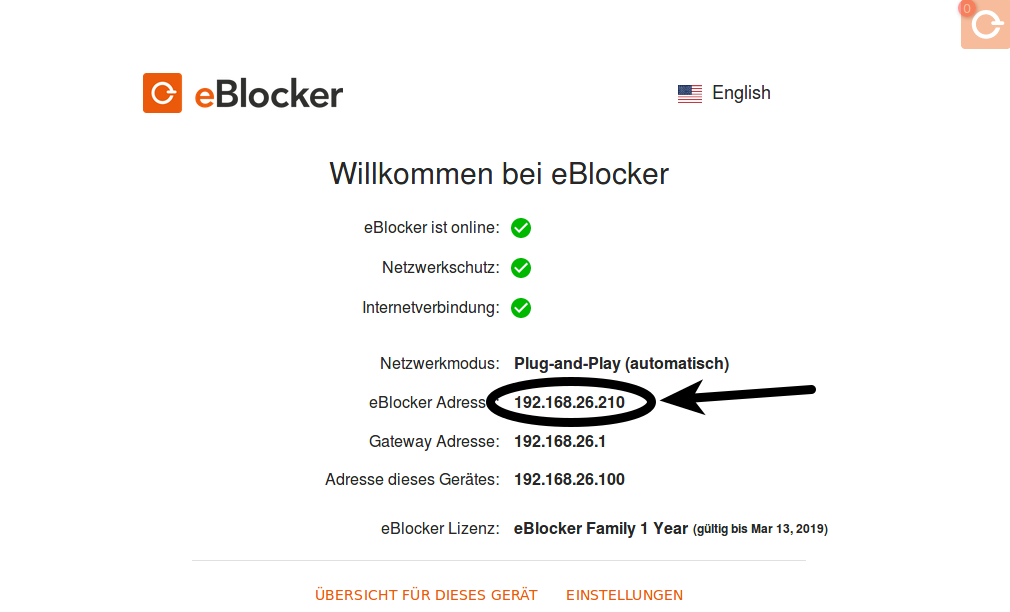 0
eBlocker
English
Willkommen bei eBlocker
eBlocker ist online:
Netzwerkschutz:
Internetverbindung:
Netzwerkmodus: Plug-and-Play (automatisch)
eBlocker Adresse: 192.168.26.210
Gateway Adresse: 192.168.26.1
Adresse dieses Gerätes: 192.168.26.100
eBlocker Lizenz: eBlocker Family 1 Year (gültig bis Mar 13, 2019)
ÜBERSICHT FÜR DIESES GERÄT EINSTELLUNGEN